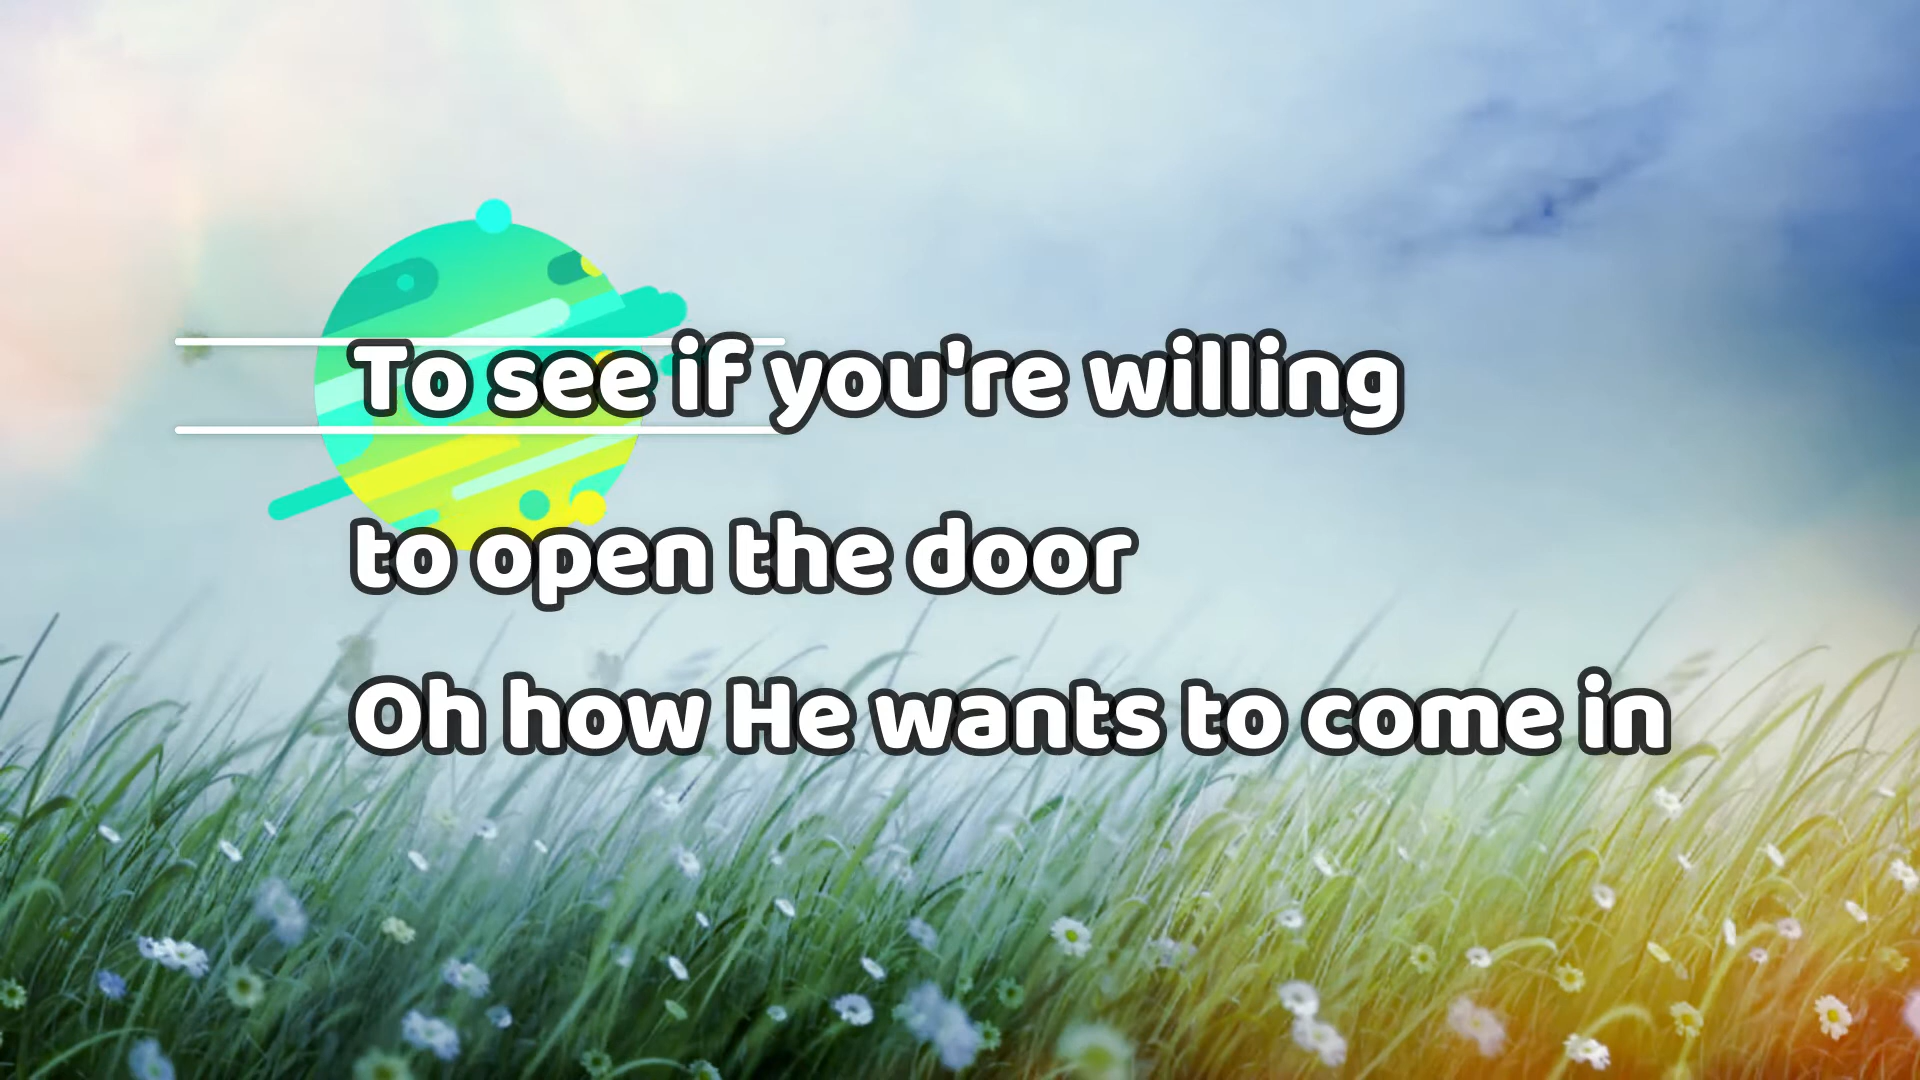 To see if you're willing
to open the door
Oh how He wants to come in